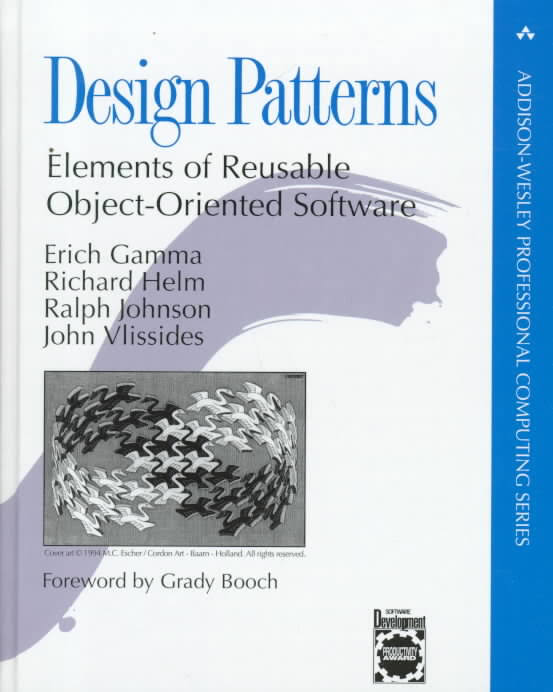 Design Patterns
Elements of Reusable
Object-Oriented Software
Erich Gamma
Richard Helm
Ralph Johnson
John Vlissides
Cover art © 1994 M.C. Escher / Cordon Art - Baarn - Holland. All rights reserved.
Foreword by Grady Booch
SOFTWARE
Development
PRODUCTIVITY
AWARD
ADDISON-WESLEY PROFESSIONAL COMPUTING SERIES